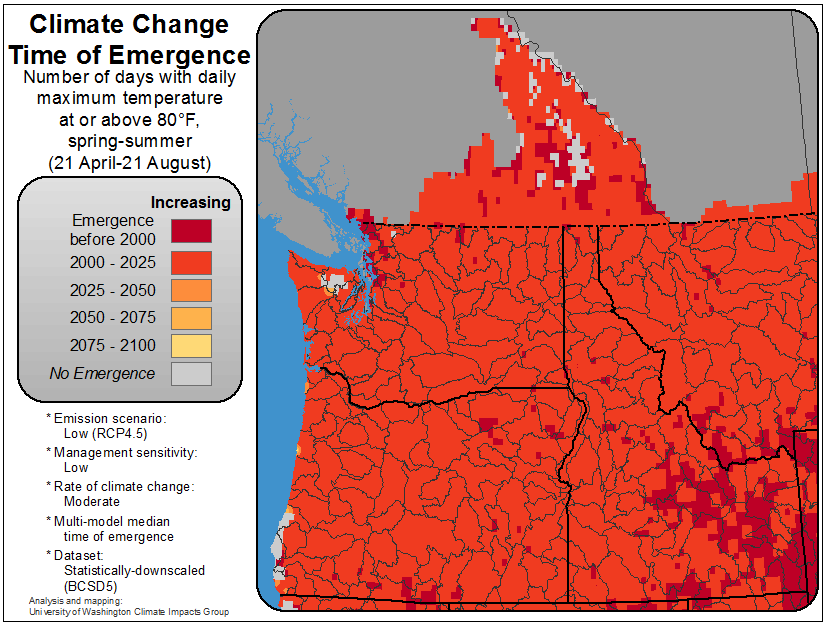 Climate Change
Time of Emergence
Number of days with daily
maximum temperature
at or above 80°F,
spring-summer
(21 April-21 August)
Increasing
Emergence
before 2000
2000 - 2025
2025 - 2050
2050 - 2075
2075 - 2100
No Emergence
* Emission scenario:
Low (RCP4.5)
* Management sensitivity:
Low
* Rate of climate change:
Moderate
* Multi-model median
time of emergence
* Dataset:
Statistically-downscaled
(BCSD5)
Analysis and mapping:
University of Washington Climate Impacts Group